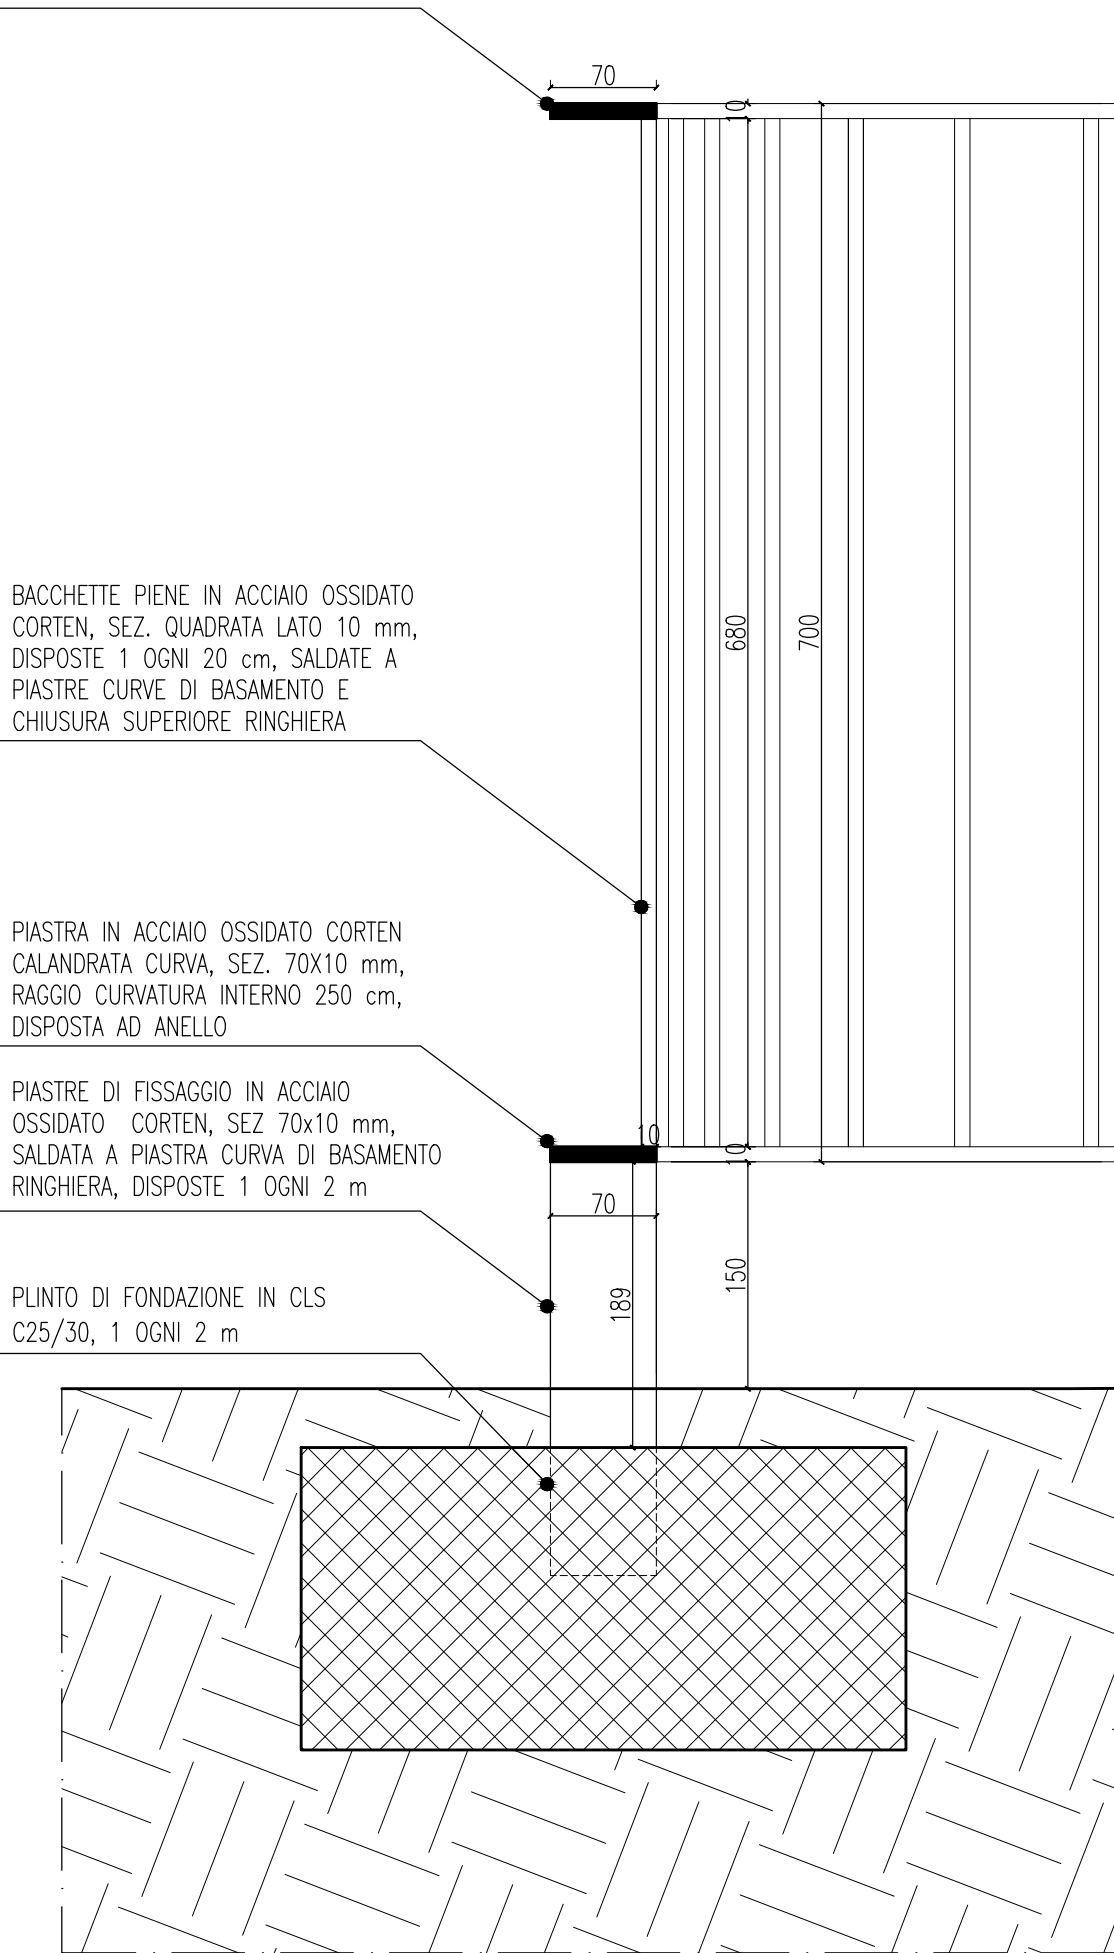 70
10
680
700
BACCHETTE PIENE IN ACCIAIO OSSIDATO
CORTEN, SEZ. QUADRATA LATO 10 mm,
DISPOSTE 1 OGNI 20 cm, SALDATE A
PIASTRE CURVE DI BASAMENTO E
CHIUSURA SUPERIORE RINGHIERA
PIASTRA IN ACCIAIO OSSIDATO CORTEN
CALANDRATA CURVA, SEZ. 70X10 mm,
RAGGIO CURVATURA INTERNO 250 cm,
DISPOSTA AD ANELLO
PIASTRE DI FISSAGGIO IN ACCIAIO
OSSIDATO CORTEN, SEZ 70x10 mm,
SALDATA A PIASTRA CURVA DI BASAMENTO
RINGHIERA, DISPOSTE 1 OGNI 2 m
10
10
70
150
189
PLINTO DI FONDAZIONE IN CLS
C25/30, 1 OGNI 2 m